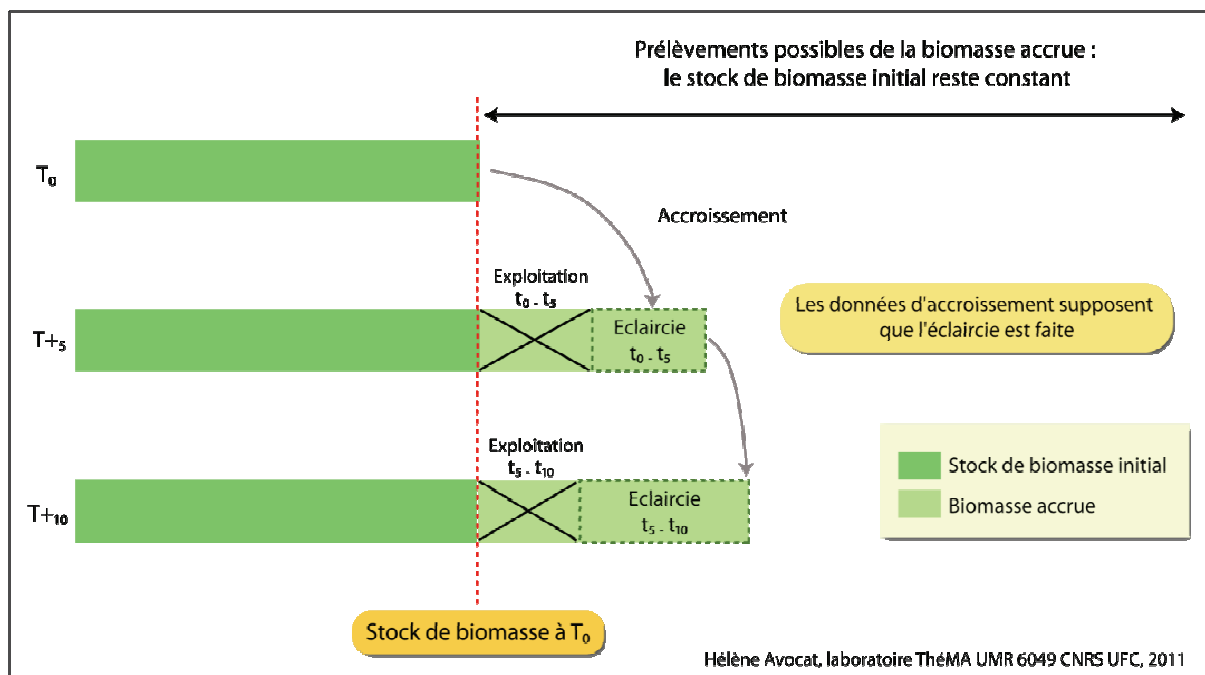 Prélèvements possibles de la biomasse accrue :
le stock de biomasse initial reste constant
T0
Accroissement
Exploitation
t0 - t5
T+5
Eclaircie
t0 - t5
Les données d'accroissement supposent
que l'éclaircie est faite
Exploitation
t5 - t10
T+10
Eclaircie
t5 - t10
Stock de biomasse initial
Biomasse accrue
Stock de biomasse à T0
Hélène Avocat, laboratoire ThéMA UMR 6049 CNRS UFC, 2011